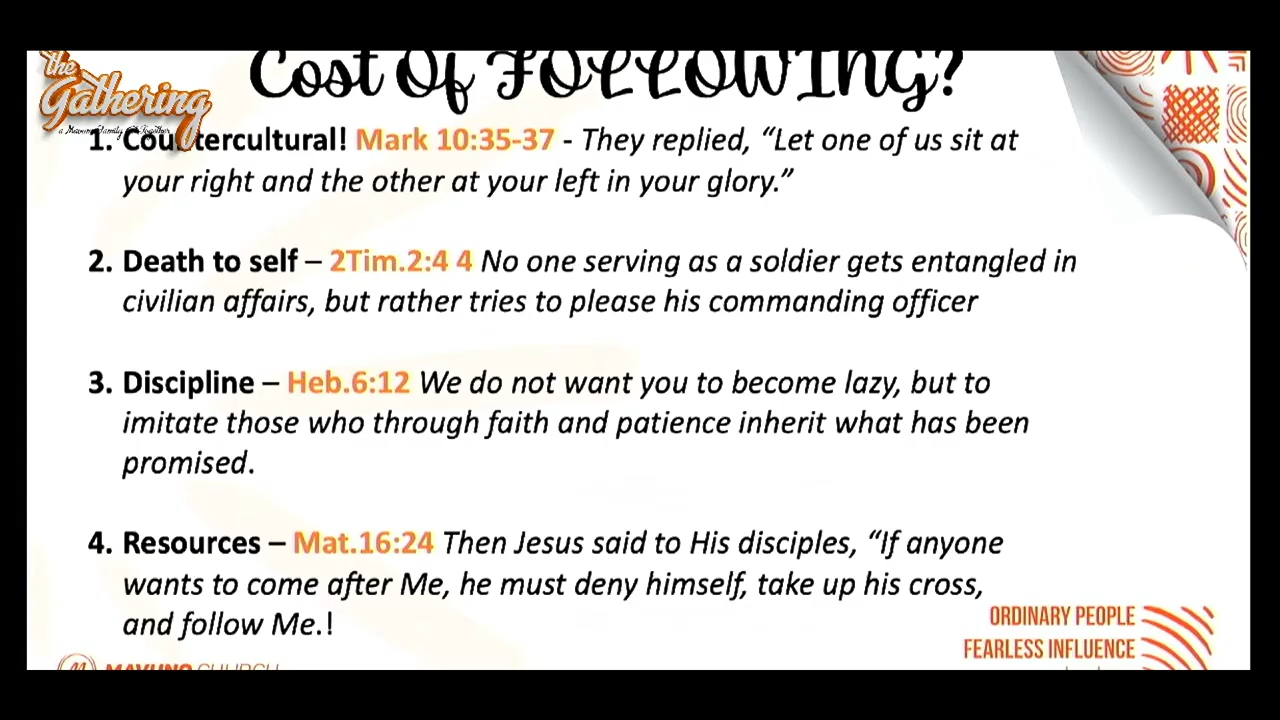 the
Gathering
a Mavuno Family Get Together
Cost Of FOLLOWING?
1. Countercultural! Mark 10:35-37 - They replied, “Let one of us sit at
your right and the other at your left in your glory.”
2. Death to self – 2Tim.2:4 4 No one serving as a soldier gets entangled in
civilian affairs, but rather tries to please his commanding officer
3. Discipline – Heb.6:12 We do not want you to become lazy, but to
imitate those who through faith and patience inherit what has been
promised.
4. Resources – Mat.16:24 Then Jesus said to His disciples, “If anyone
wants to come after Me, he must deny himself, take up his cross,
and follow Me.!
ORDINARY PEOPLE
FEARLESS INFLUENCE
MAVUNO CHURCH